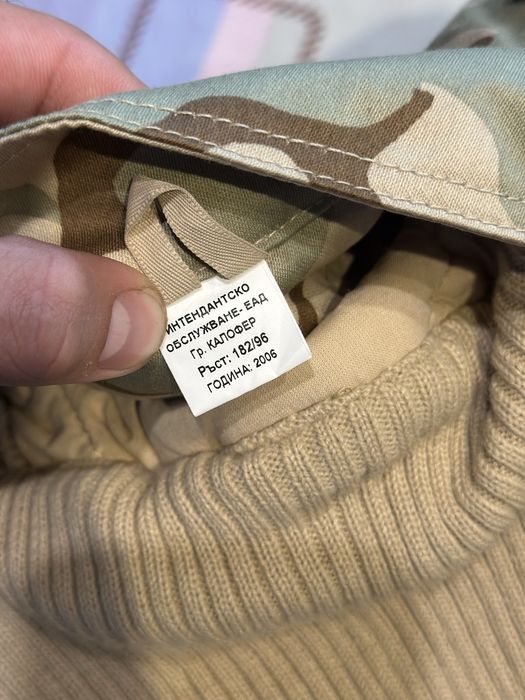 ИНТЕНДАНТСКО
ОБСЛУЖВАНЕ- ЕАД
Гр. КАЛОФЕР
Ръст: 182/96
ГОДИНА: 2006